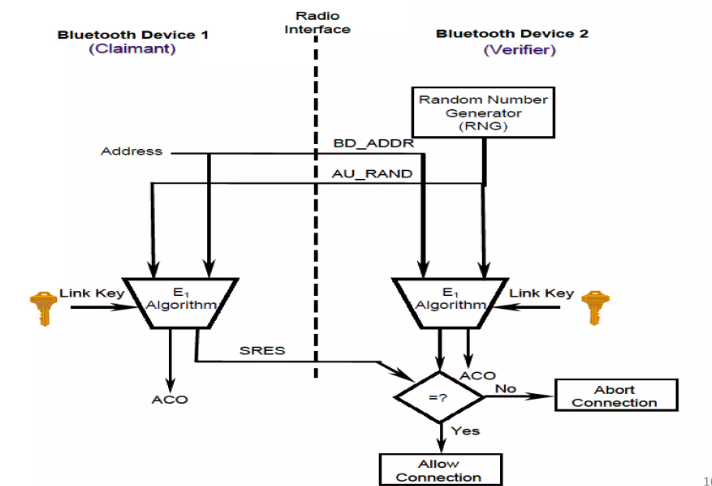 Radio
Interface
Bluetooth Device 1
(Claimant)
Bluetooth Device 2
(Verifier)
Random Number
Generator
(RNG)
Address
BD_ADDR
AU_RAND
Link Key
E₁
Algorithm
E₁
Algorithm
Link Key
SRES
ACO
ACO
=?
No
Abort
Connection
Yes
Allow
Connection